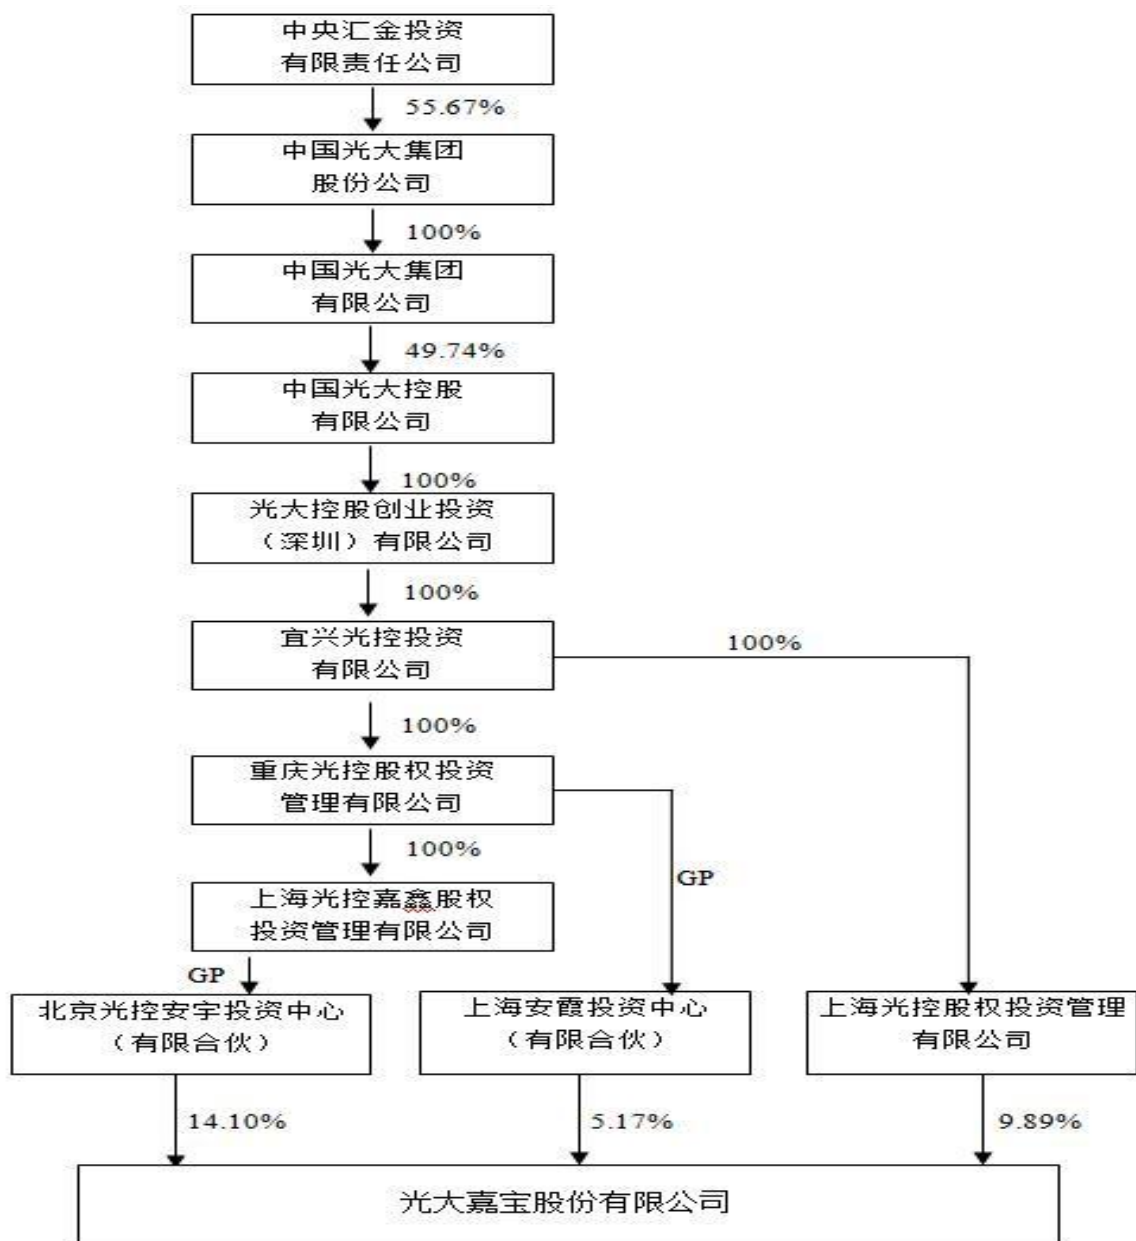 中央汇金投资
有限责任公司
55.67%
中国光大集团
股份公司
100%
中国光大集团
有限公司
49.74%
中国光大控股
有限公司
100%
光大控股创业投资
（深圳）有限公司
100%
宜兴光控投资
有限公司
100%
100%
重庆光控股权投资
管理有限公司
100%
GP
上海光控嘉鑫股权
投资管理有限公司
GP
北京光控安宇投资中心
（有限合伙）
上海安霞投资中心
（有限合伙）
上海光控股权投资管理
有限公司
14.10%
5.17%
9.89%
光大嘉宝股份有限公司